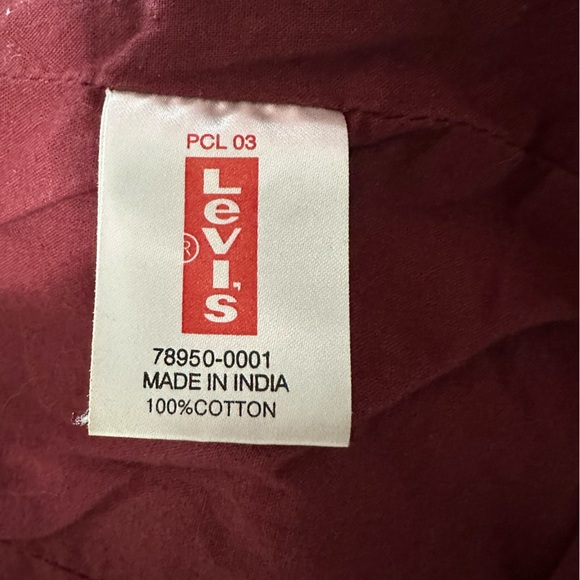 PCL 03
Levi's
®
78950-0001
MADE IN INDIA
100%COTTON